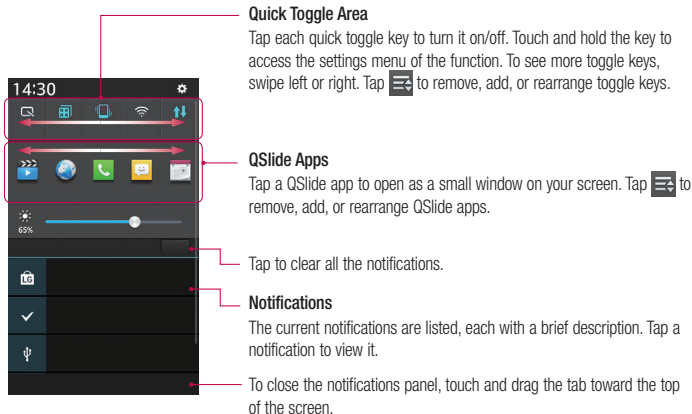 Quick Toggle Area
Tap each quick toggle key to turn it on/off. Touch and hold the key to
access the settings menu of the function. To see more toggle keys,
swipe left or right. Tap to remove, add, or rearrange toggle keys.
14:30
QSlide Apps
Tap a QSlide app to open as a small window on your screen. Tap to
remove, add, or rearrange QSlide apps.
65%
Tap to clear all the notifications.
LG
Notifications
The current notifications are listed, each with a brief description. Tap a
notification to view it.
To close the notifications panel, touch and drag the tab toward the top
of the screen.